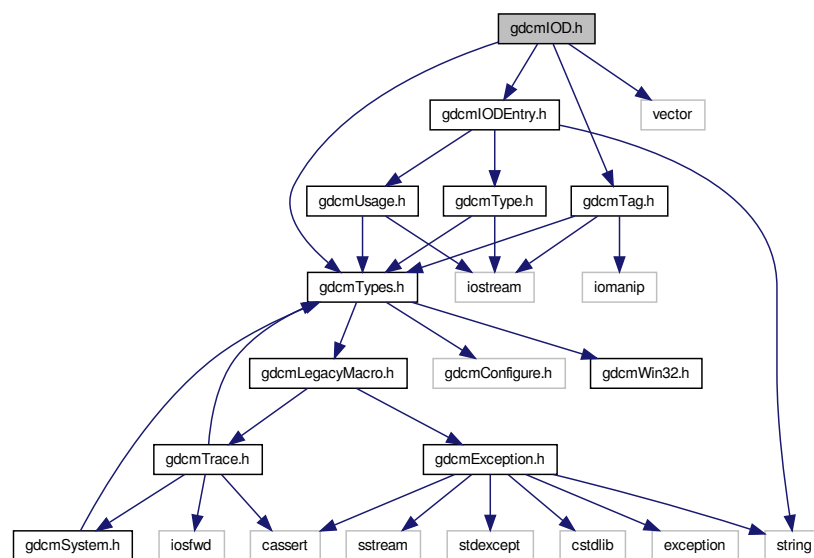 gdcmIOD.h
gdcmIODEntry.h
vector
gdcmUsage.h
gdcmType.h
gdcmTag.h
gdcmTypes.h
iostream
iomanip
gdcmLegacyMacro.h
gdcmConfigure.h
gdcmWin32.h
gdcmTrace.h
gdcmException.h
gdcmSystem.h
iosfwd
cassert
sstream
stdexcept
cstdlib
exception
string